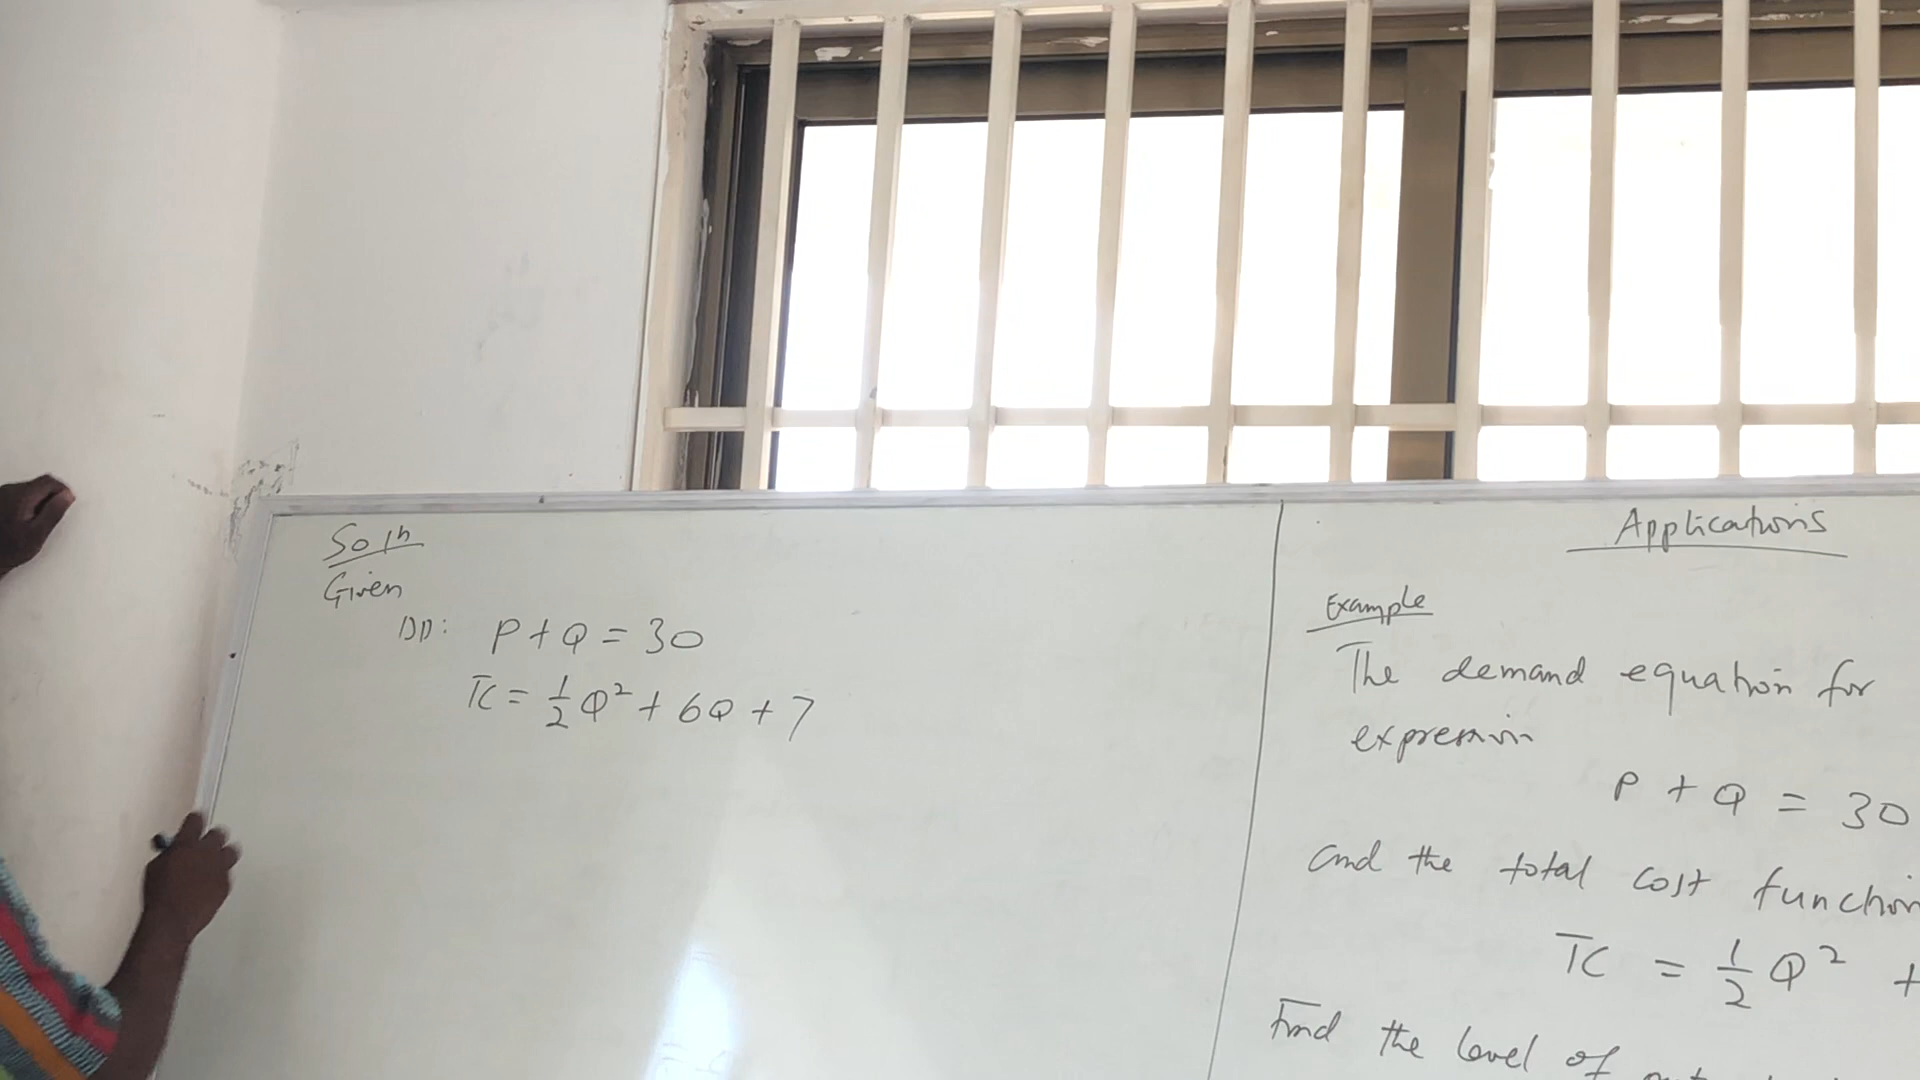 Soln
Given
DD: P + Q = 30
TC = 1/2 Q² + 6Q + 7
Applications
Example
The demand equation for
expression
P + Q = 30
and the total cost function
TC = 1/2 Q² +
Find the level of